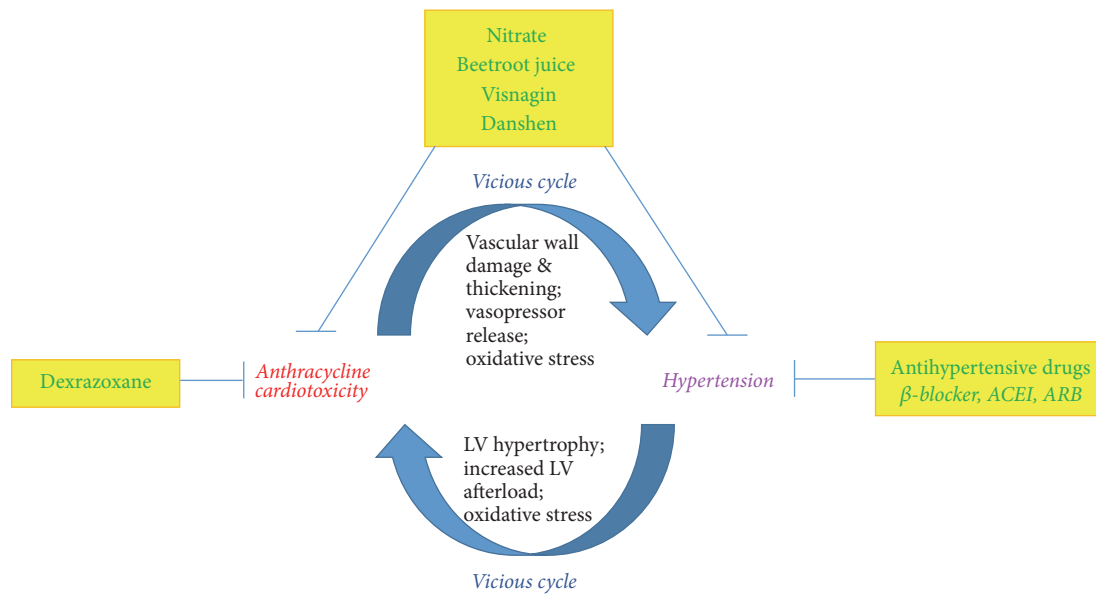 Nitrate
Beetroot juice
Visnagin
Danshen
Vicious cycle
Vascular wall
damage &
thickening;
vasopressor
release;
oxidative stress
Dexrazoxane
Anthracycline
cardiotoxicity
Hypertension
Antihypertensive drugs
β-blocker, ACEI, ARB
LV hypertrophy;
increased LV
afterload;
oxidative stress
Vicious cycle